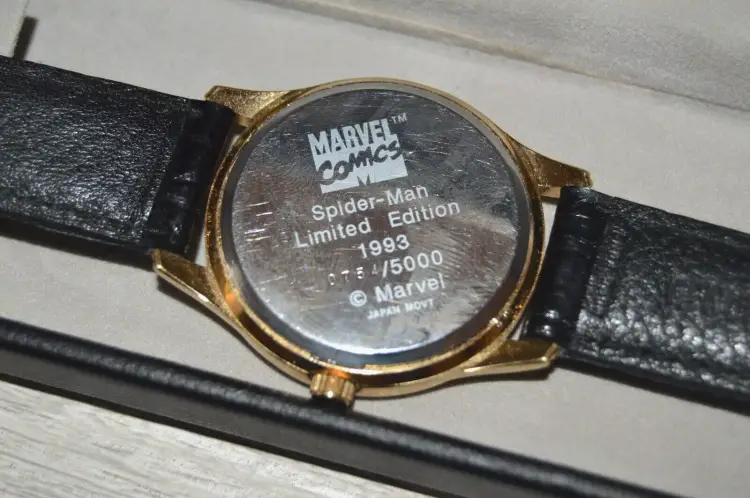 MARVEL™
COMICS
M
Spider-Man
Limited Edition
1993
0754/5000
© Marvel
JAPAN MOVT